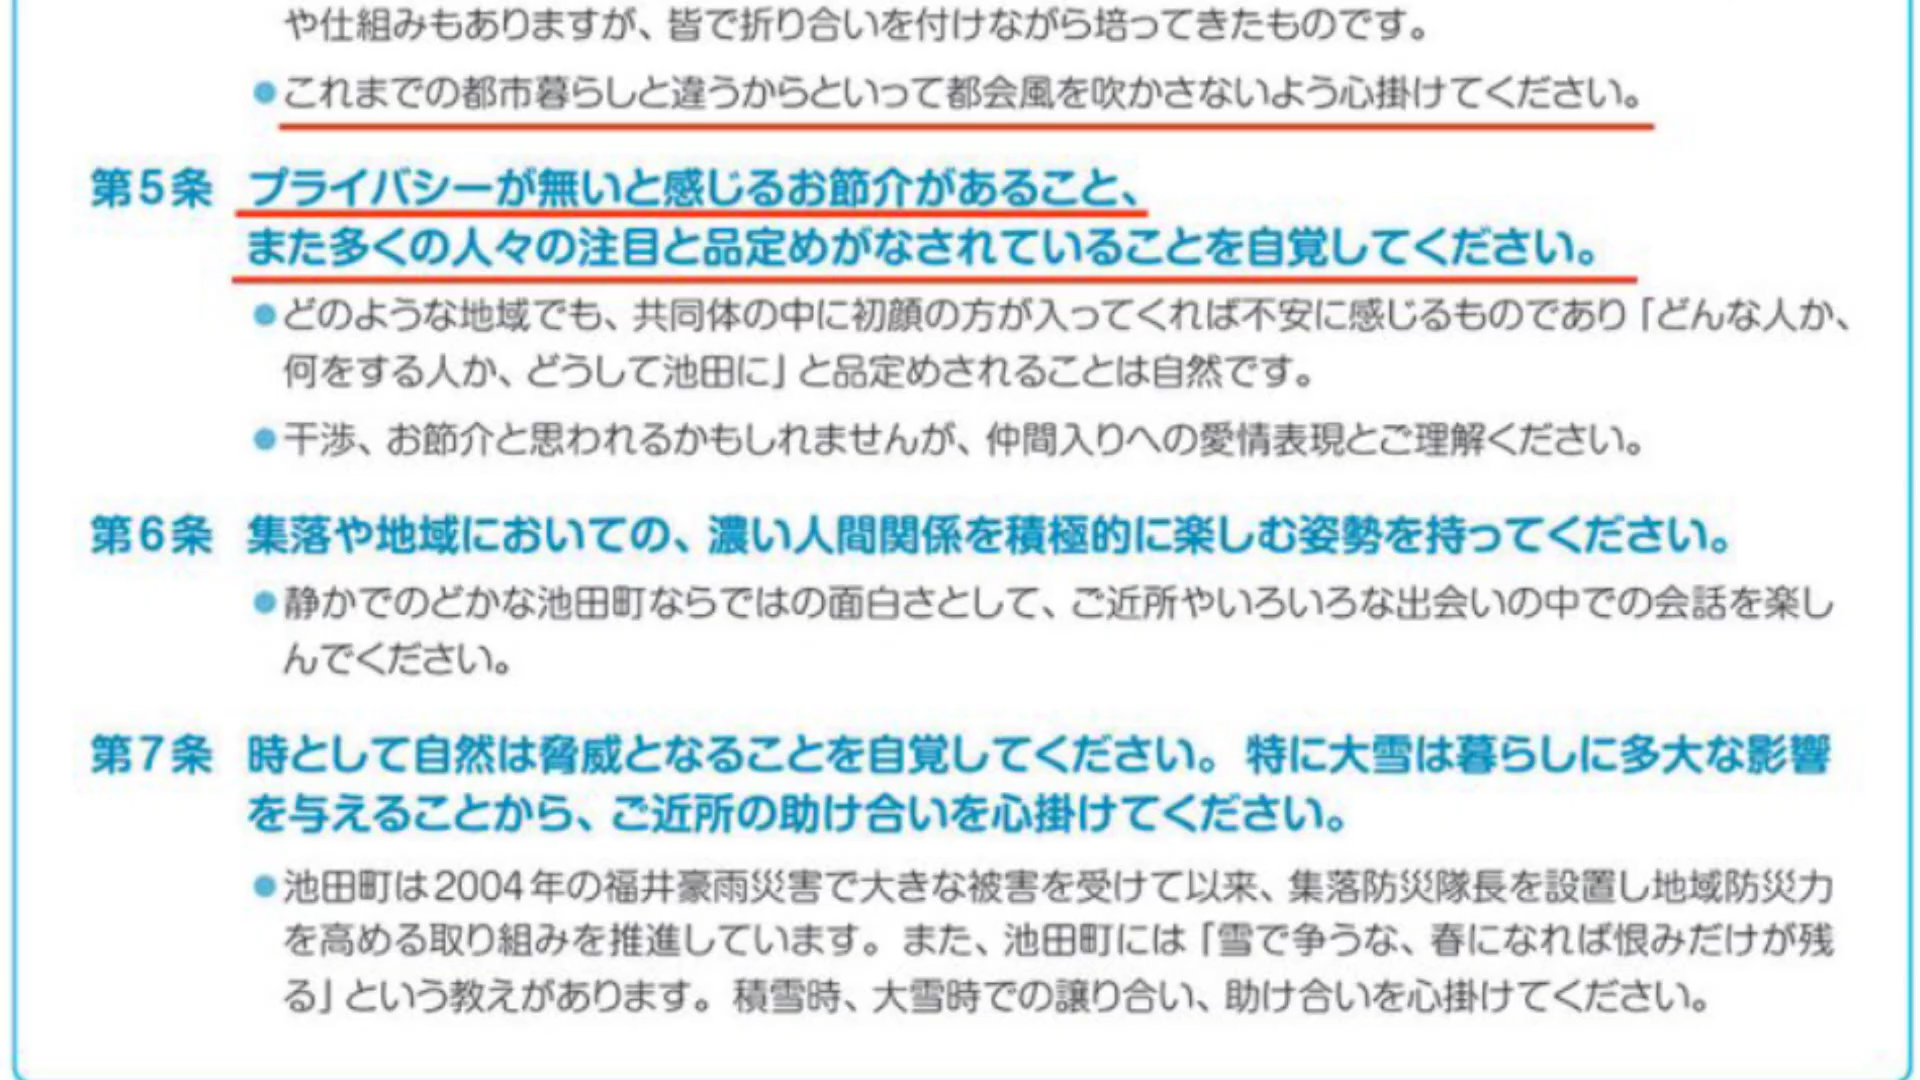 や仕組みもありますが、皆で折り合いを付けながら培ってきたものです。
●これまでの都市暮らしと違うからといって都会風を吹かさないよう心掛けてください。
第5条 プライバシーが無いと感じるお節介があること、
また多くの人々の注目と品定めがなされていることを自覚してください。
●どのような地域でも、共同体の中に初顔の方が入ってくれば不安に感じるものであり「どんな人か、
何をする人か、どうして池田に」と品定めされることは自然です。
●干渉、お節介と思われるかもしれませんが、仲間入りへの愛情表現とご理解ください。
第6条 集落や地域においての、濃い人間関係を積極的に楽しむ姿勢を持ってください。
●静かでのどかな池田町ならではの面白さとして、ご近所やいろいろな出会いの中での会話を楽し
んでください。
第7条 時として自然は脅威となることを自覚してください。特に大雪は暮らしに多大な影響
を与えることから、ご近所の助け合いを心掛けてください。
●池田町は2004年の福井豪雨災害で大きな被害を受けて以来、集落防災隊長を設置し地域防災力
を高める取り組みを推進しています。また、池田町には「雪で争うな、春になれば恨みだけが残
る」という教えがあります。積雪時、大雪時での譲り合い、助け合いを心掛けてください。